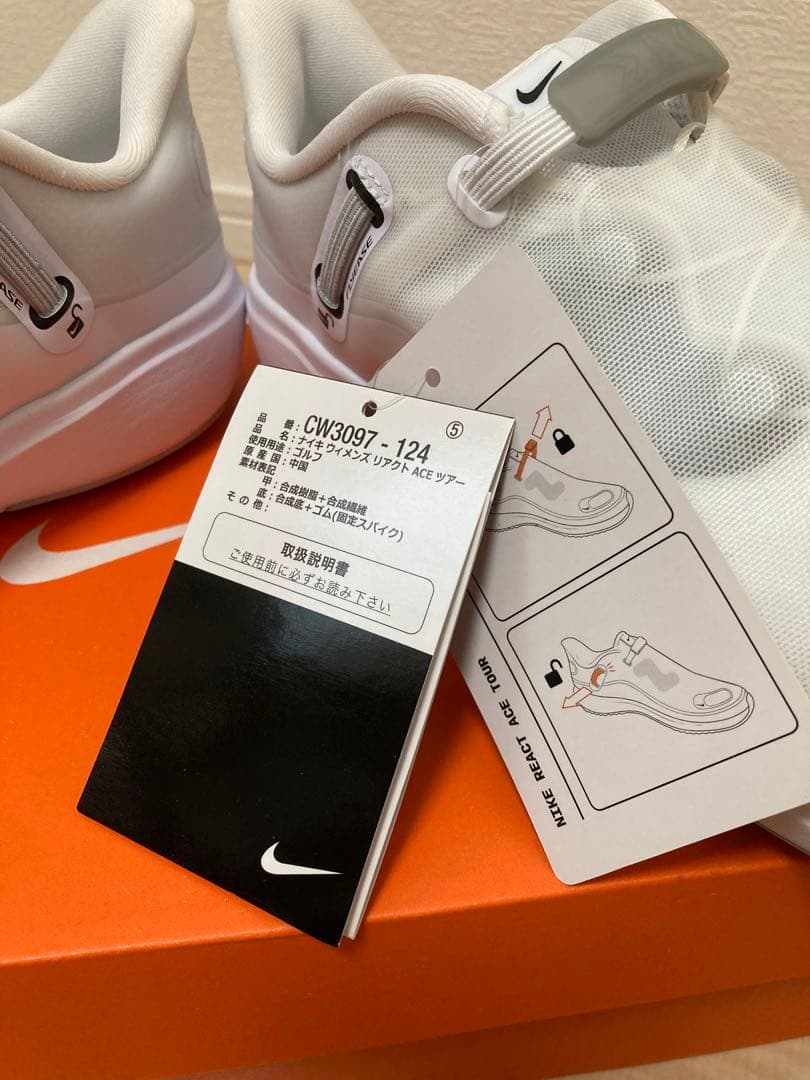 品番：CW3097-124
⑤
品名：ナイキ ウィメンズ リアクト ACE ツアー
使用用途：ゴルフ
原産国：中国
素材表記
甲：合成樹脂＋合成繊維
底：合成底＋ゴム(固定スパイク)
その他：
取扱説明書
ご使用前に必ずお読み下さい
NIKE REACT ACE TOUR
FLYEASE